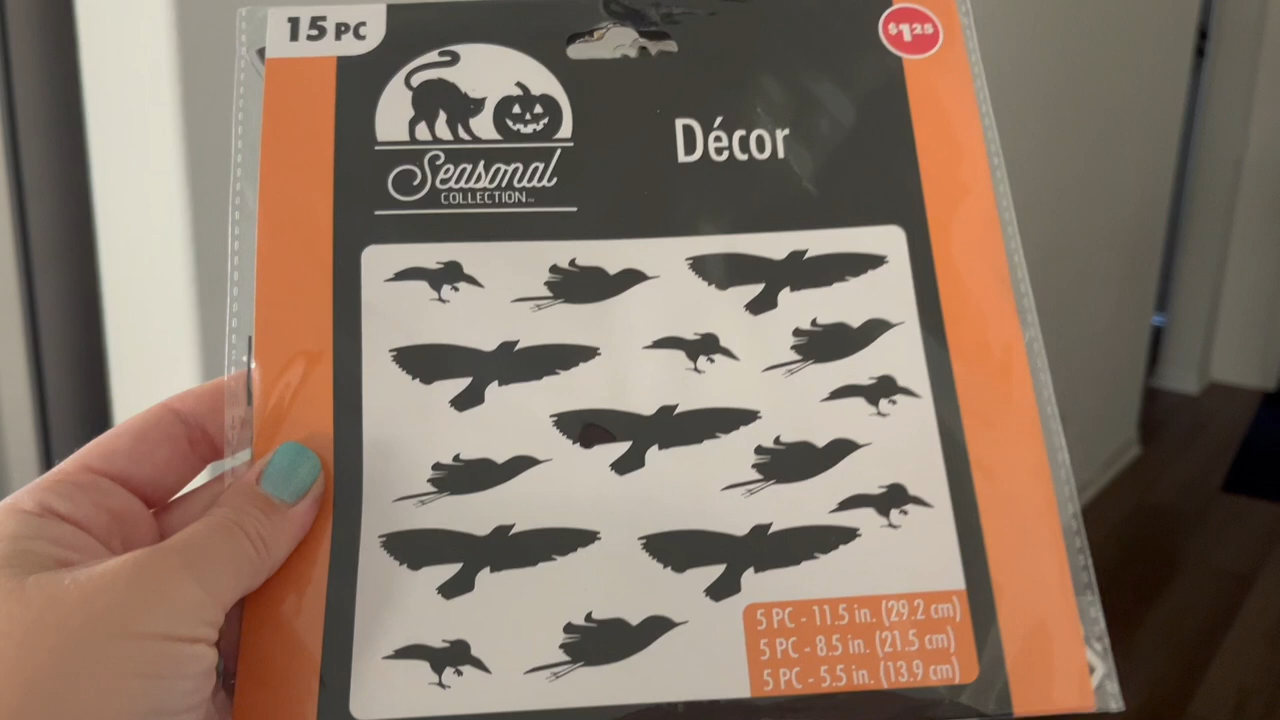 15 PC
$1.25
Seasonal
COLLECTION™
Décor
5 PC - 11.5 in. (29.2 cm)
5 PC - 8.5 in. (21.5 cm)
5 PC - 5.5 in. (13.9 cm)